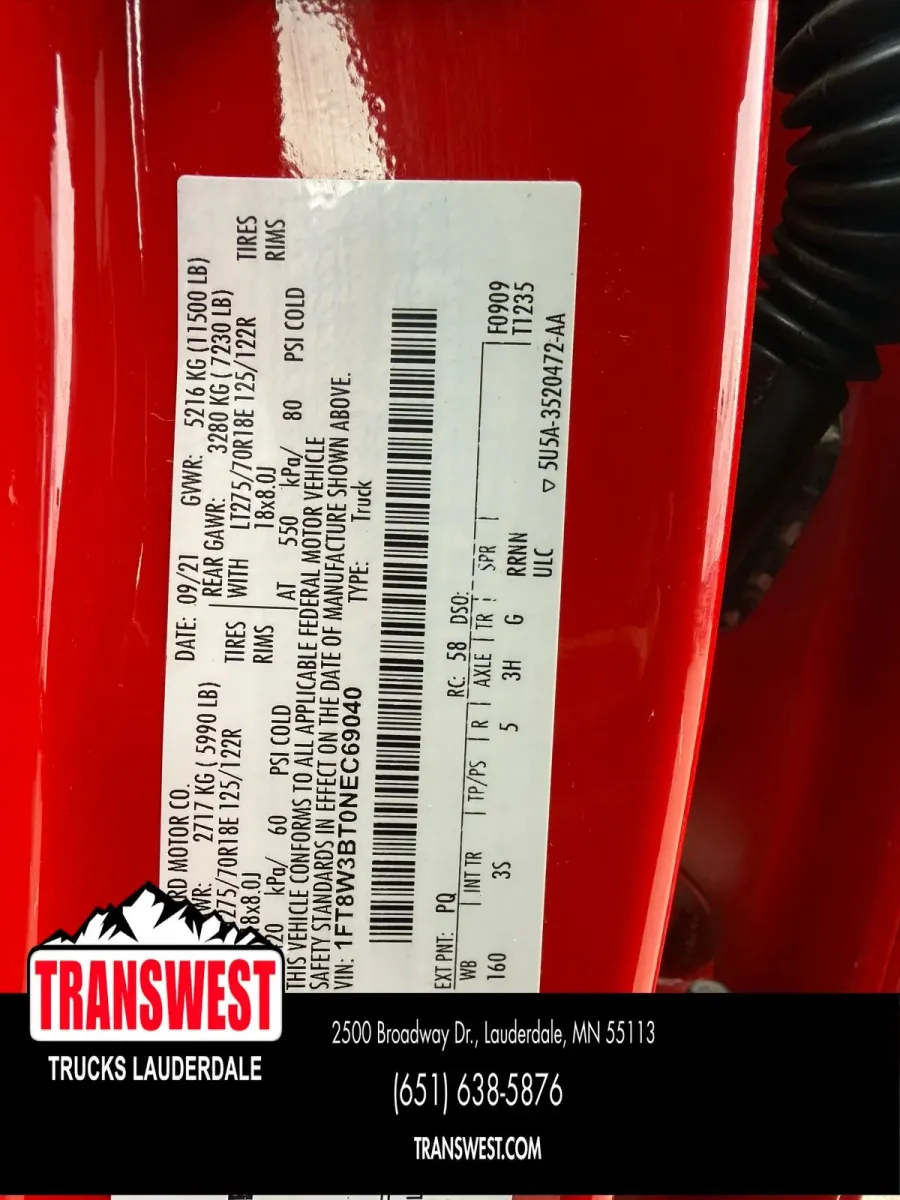 RD MOTOR CO.
DATE: 09/21
GVWR: 5216 KG (11500 LB)
WR: 2717 KG ( 5990 LB)
REAR GAWR: 3280 KG ( 7230 LB)
T275/70R18E 125/122R
TIRES
WITH
LT275/70R18E 125/122R
TIRES
18x8.0J
RIMS
18x8.0J
RIMS
20 kPa/ 60 PSI COLD
AT 550 kPa/ 80 PSI COLD
THIS VEHICLE CONFORMS TO ALL APPLICABLE FEDERAL MOTOR VEHICLE
SAFETY STANDARDS IN EFFECT ON THE DATE OF MANUFACTURE SHOWN ABOVE.
VIN: 1FT8W3BT0NEC69040
TYPE: Truck
EXT PNT: PQ
RC: 58 DSO:
WB | INT TR | TP/PS | R | AXLE | TR | SPR |
F0909
T1235
160 3S 5 3H G RRNN
ULC
▽ 5U5A-3520472-AA
TRANSWEST
TRUCKS LAUDERDALE
2500 Broadway Dr., Lauderdale, MN 55113
(651) 638-5876
TRANSWEST.COM